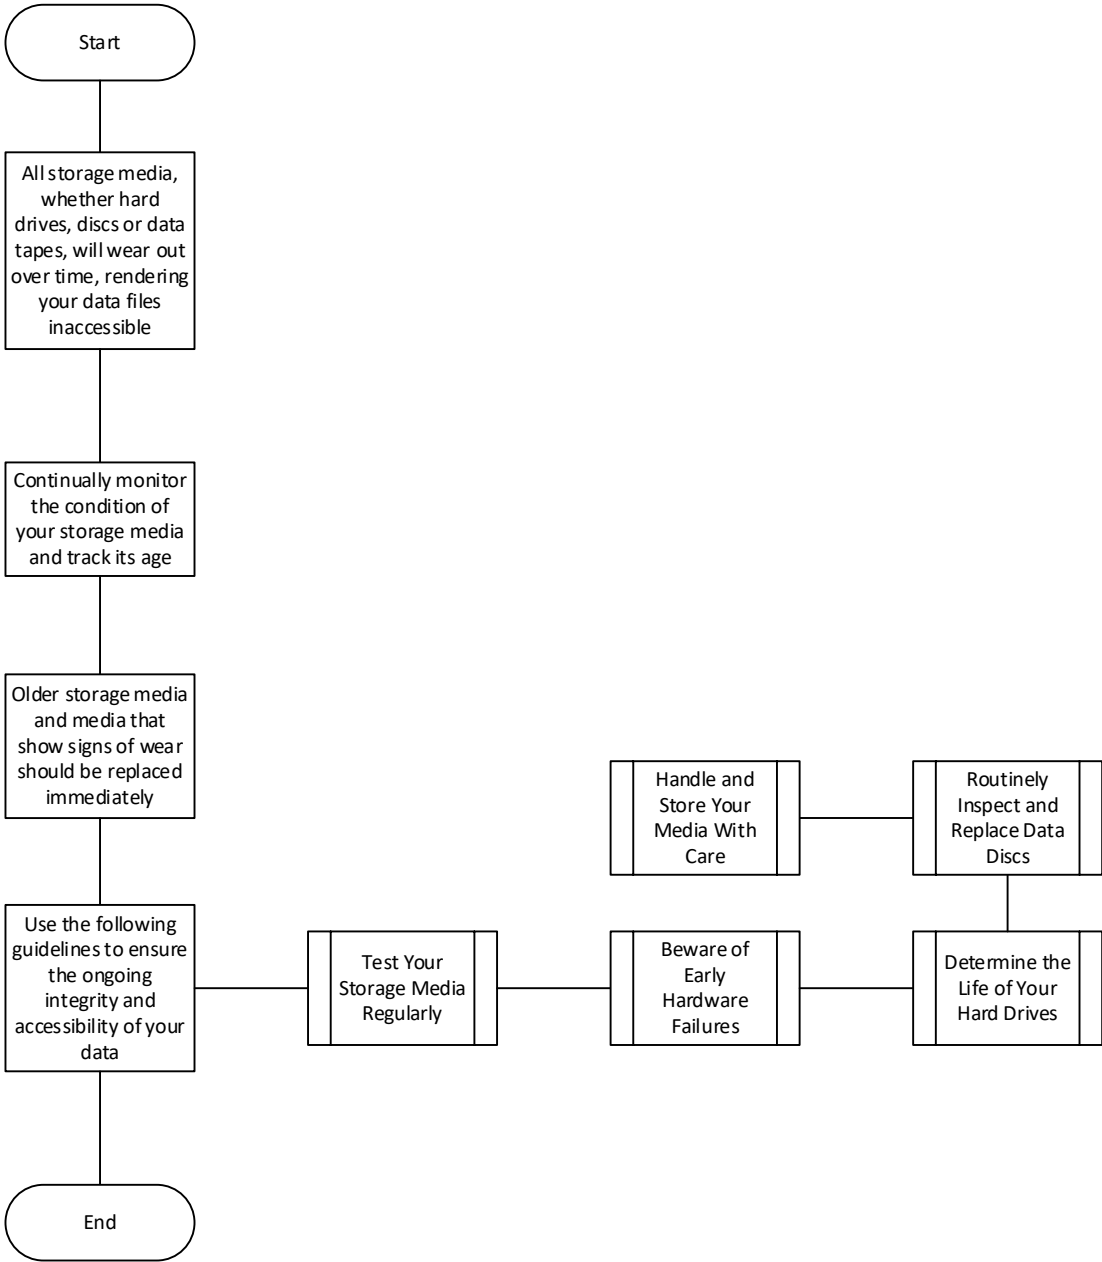 Start
All storage media,
whether hard
drives, discs or data
tapes, will wear out
over time, rendering
your data files
inaccessible
Continually monitor
the condition of
your storage media
and track its age
Older storage media
and media that
show signs of wear
should be replaced
immediately
Use the following
guidelines to ensure
the ongoing
integrity and
accessibility of your
data
Test Your
Storage Media
Regularly
Beware of
Early
Hardware
Failures
Determine the
Life of Your
Hard Drives
Routinely
Inspect and
Replace Data
Discs
Handle and
Store Your
Media With
Care
End